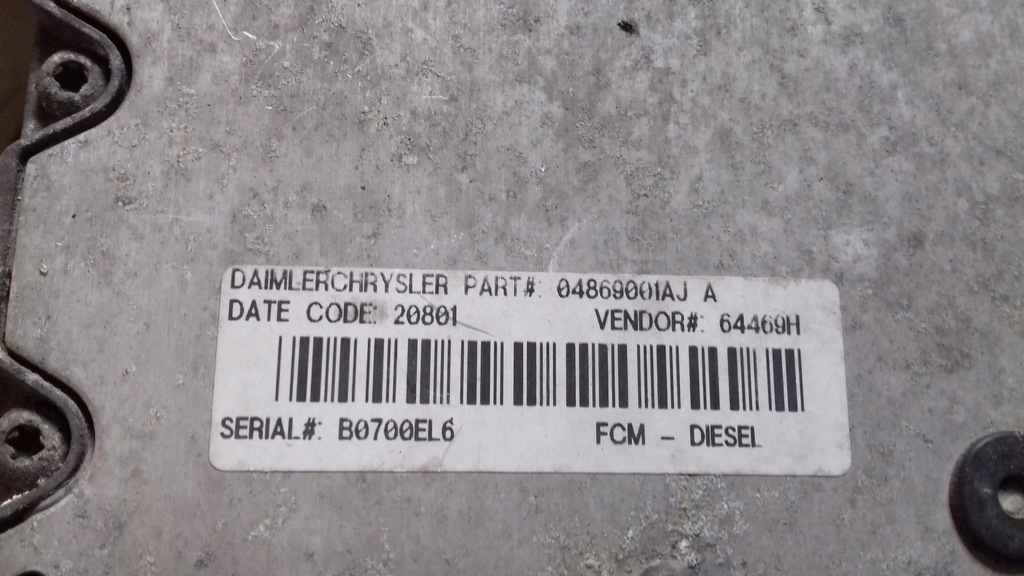 DAIMLERCHRYSLER PART#: 04869001AJ A
DATE CODE: 20801 VENDOR#: 64469H
SERIAL#: B0700EL6 FCM - DIESEL